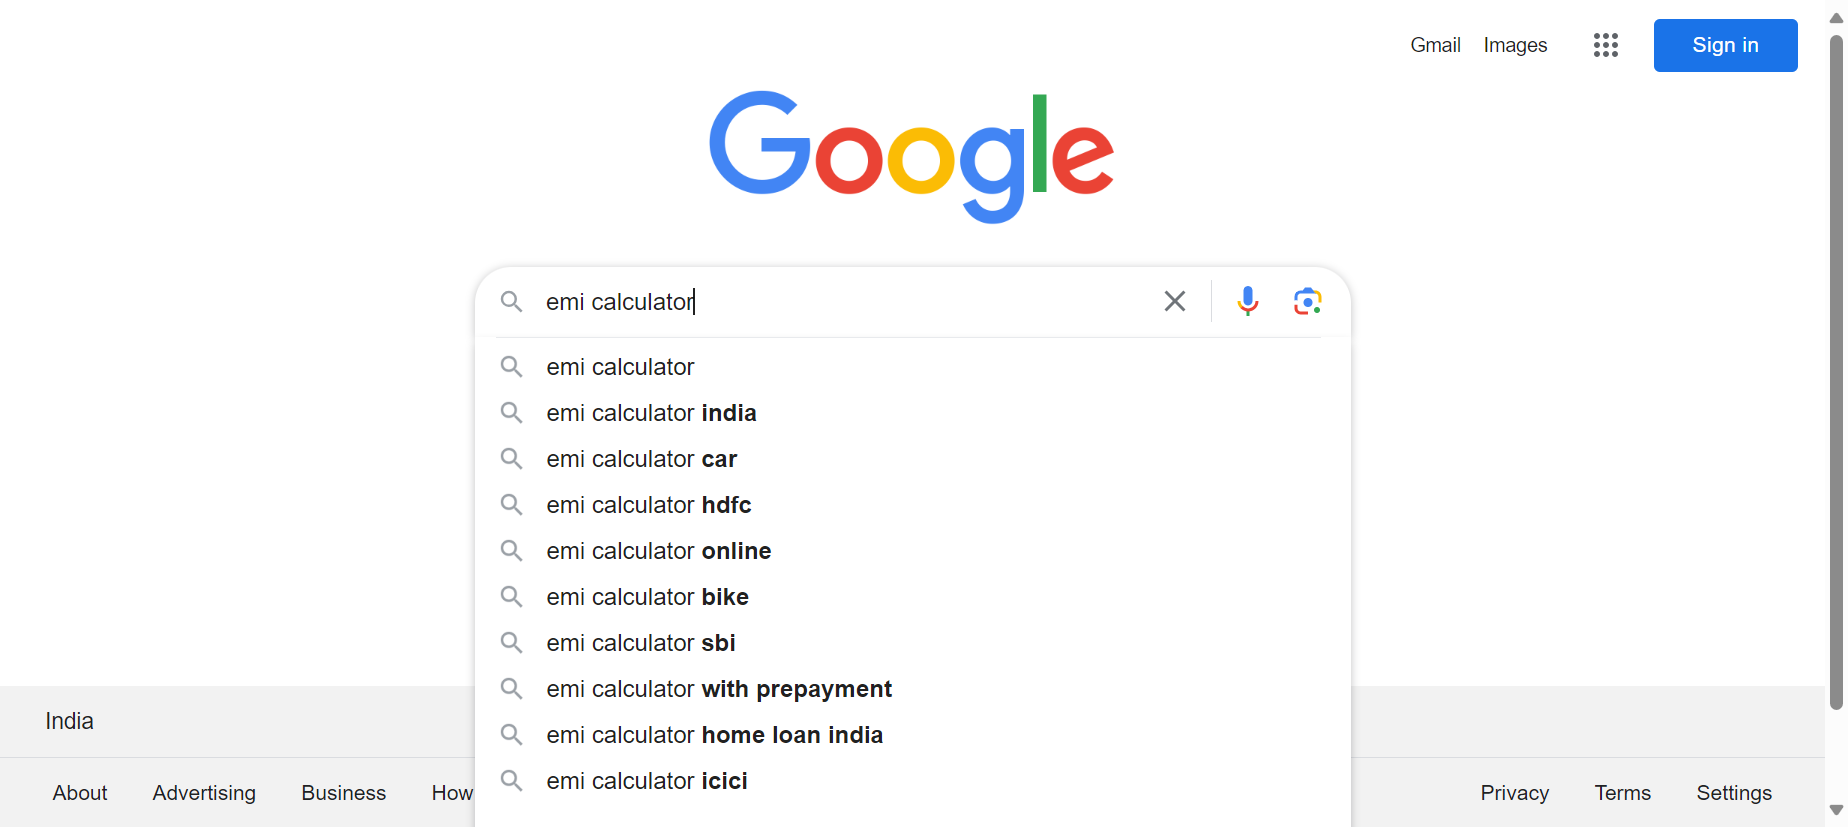 Gmail Images Sign in
Google
emi calculator
emi calculator
emi calculator india
emi calculator car
emi calculator hdfc
emi calculator online
emi calculator bike
emi calculator sbi
emi calculator with prepayment
emi calculator home loan india
emi calculator icici
India
About Advertising Business How Privacy Terms Settings